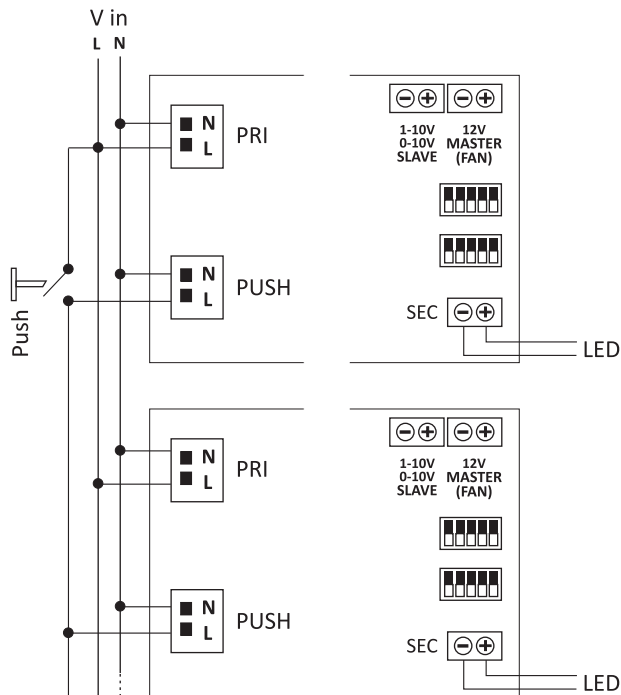 V in
L N
N
L
PRI
1-10V
0-10V
SLAVE
12V
MASTER
(FAN)
Push
N
L
PUSH
SEC
LED
N
L
PRI
1-10V
0-10V
SLAVE
12V
MASTER
(FAN)
N
L
PUSH
SEC
LED